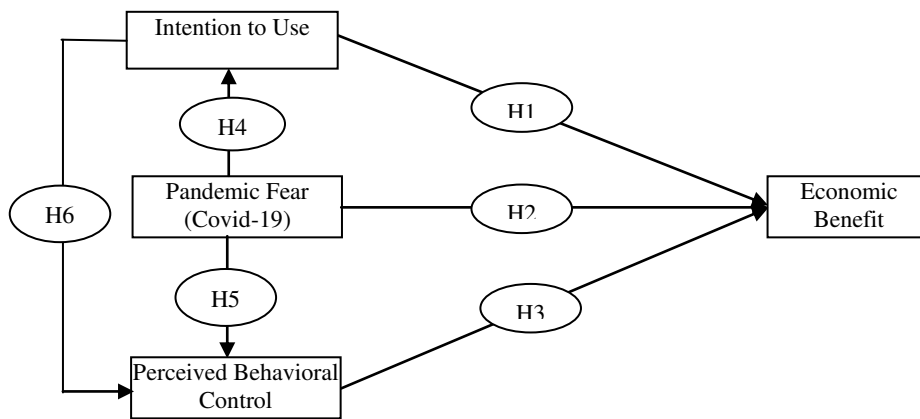 Intention to Use
H1
H4
Pandemic Fear
(Covid-19)
Economic
Benefit
H6
H2
H5
H3
Perceived Behavioral
Control